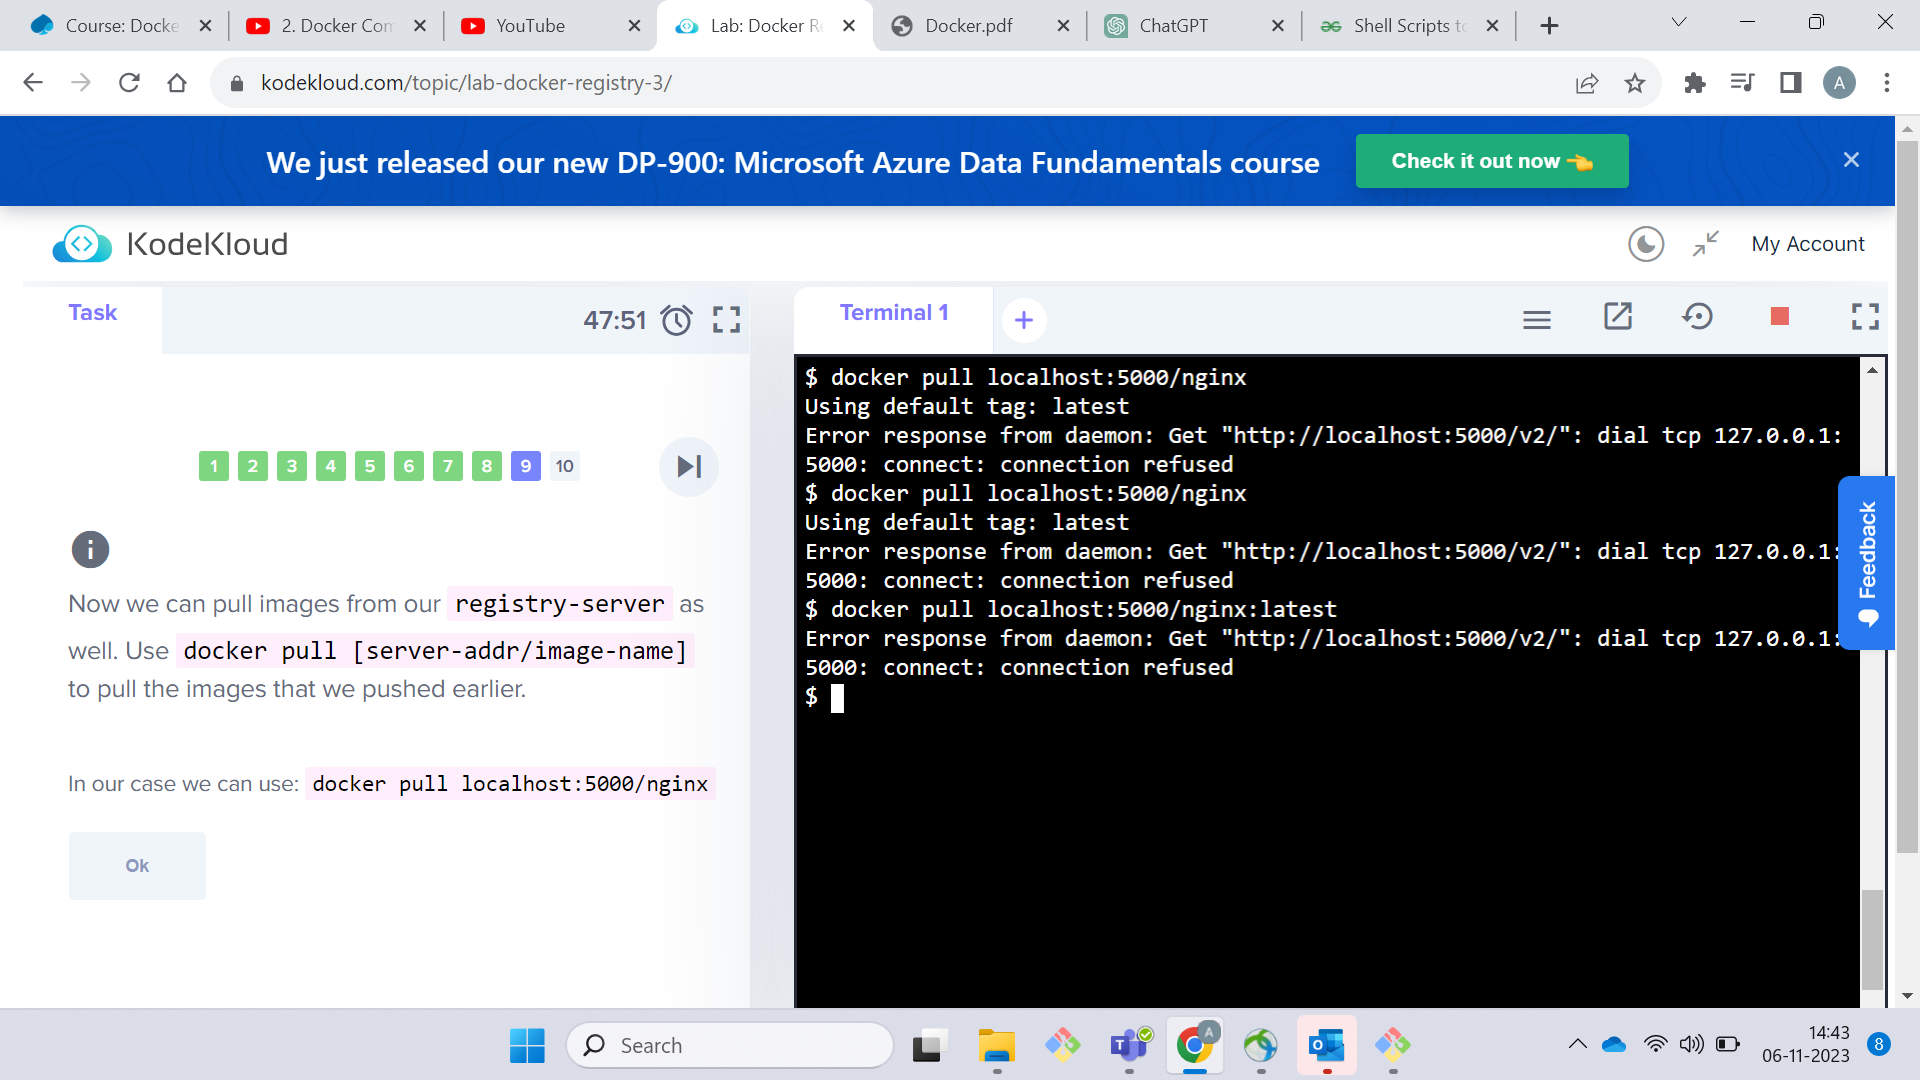 Course: Docke
2. Docker Con
YouTube
Lab: Docker Re
Docker.pdf
ChatGPT
Shell Scripts to
kodekloud.com/topic/lab-docker-registry-3/
A
We just released our new DP-900: Microsoft Azure Data Fundamentals course
Check it out now
KodeKloud
My Account
Task
47:51
Terminal 1
1 2 3 4 5 6 7 8 9 10
Now we can pull images from our registry-server as
well. Use docker pull [server-addr/image-name]
to pull the images that we pushed earlier.
In our case we can use: docker pull localhost:5000/nginx
Ok
$ docker pull localhost:5000/nginx
Using default tag: latest
Error response from daemon: Get "http://localhost:5000/v2/": dial tcp 127.0.0.1:
5000: connect: connection refused
$ docker pull localhost:5000/nginx
Using default tag: latest
Error response from daemon: Get "http://localhost:5000/v2/": dial tcp 127.0.0.1:
5000: connect: connection refused
$ docker pull localhost:5000/nginx:latest
Error response from daemon: Get "http://localhost:5000/v2/": dial tcp 127.0.0.1:
5000: connect: connection refused
$
Feedback
Search
14:43
06-11-2023
8